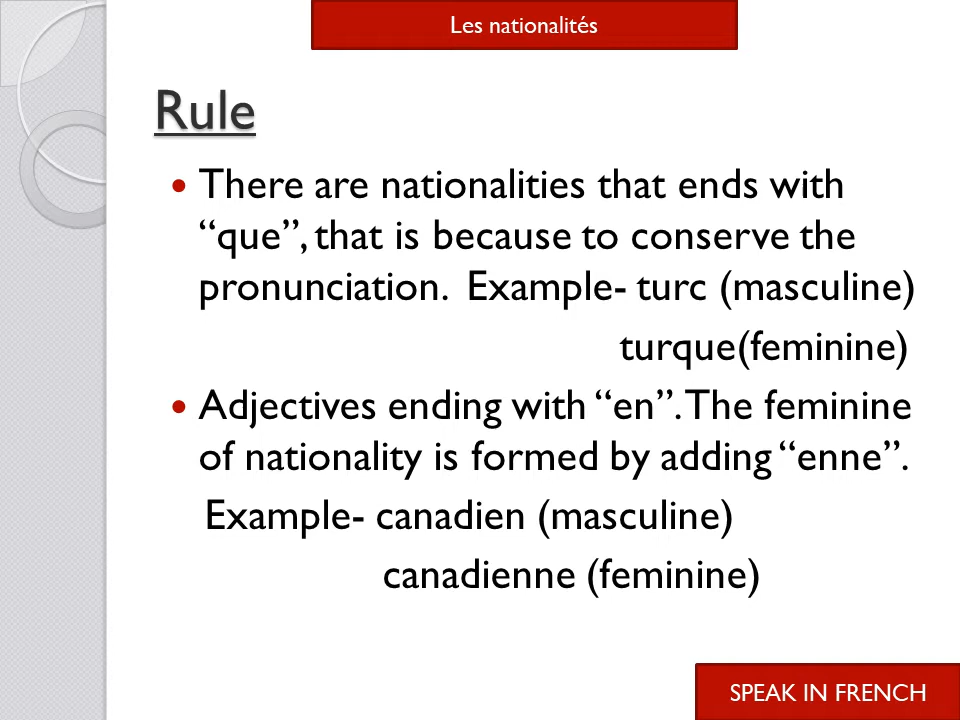 Les nationalités
Rule
There are nationalities that ends with
“que”, that is because to conserve the
pronunciation.  Example- turc (masculine)
turque(feminine)
Adjectives ending with “en”. The feminine
of nationality is formed by adding “enne”.
Example- canadien (masculine)
canadienne (feminine)
SPEAK IN FRENCH